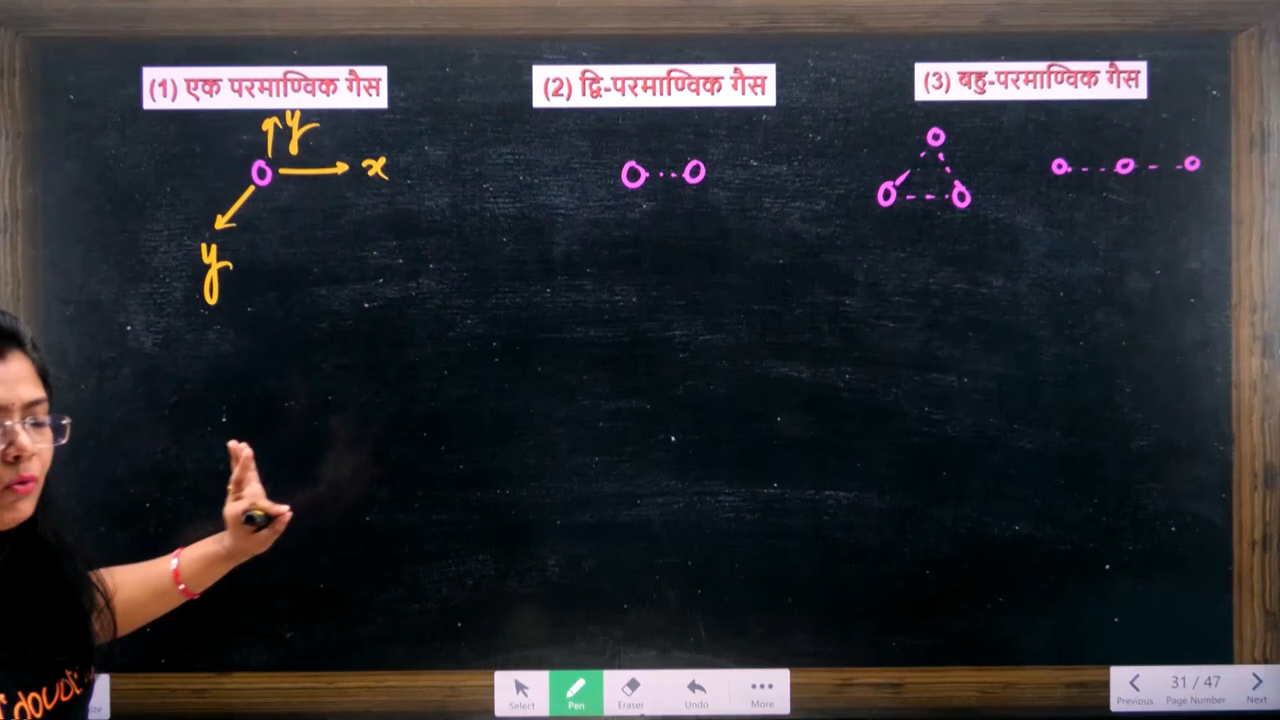 (1) एक परमाण्विक गैस
(2) द्वि-परमाण्विक गैस
(3) बहु-परमाण्विक गैस
y
x
y
doubt
Select
Pen
Eraser
Undo
More
Previous
31 / 47
Page Number
Next